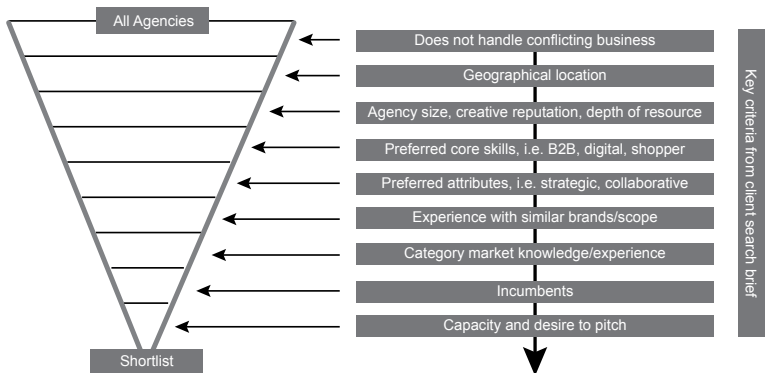 All Agencies
Does not handle conflicting business
Geographical location
Agency size, creative reputation, depth of resource
Preferred core skills, i.e. B2B, digital, shopper
Preferred attributes, i.e. strategic, collaborative
Experience with similar brands/scope
Category market knowledge/experience
Incumbents
Capacity and desire to pitch
Shortlist
Key criteria from client search brief